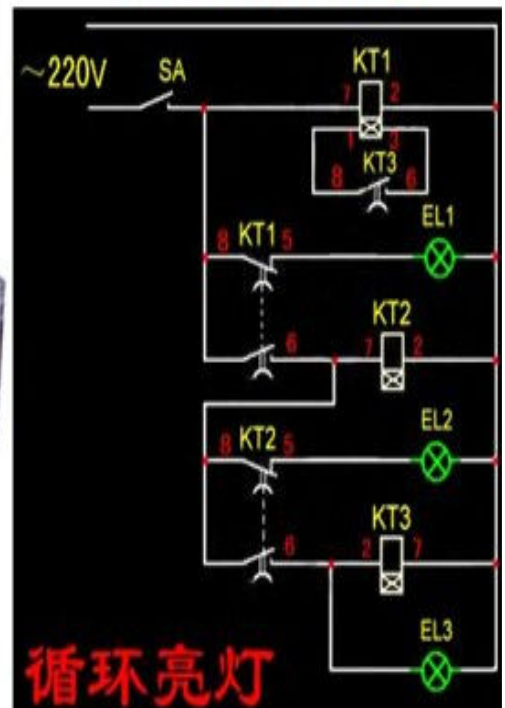 KT1
~220V SA
7 2
1 3
KT3
8 6
EL1
8 KT1 5
KT2
6 7 2
EL2
8 KT2 5
KT3
6 2 7
EL3
循环亮灯